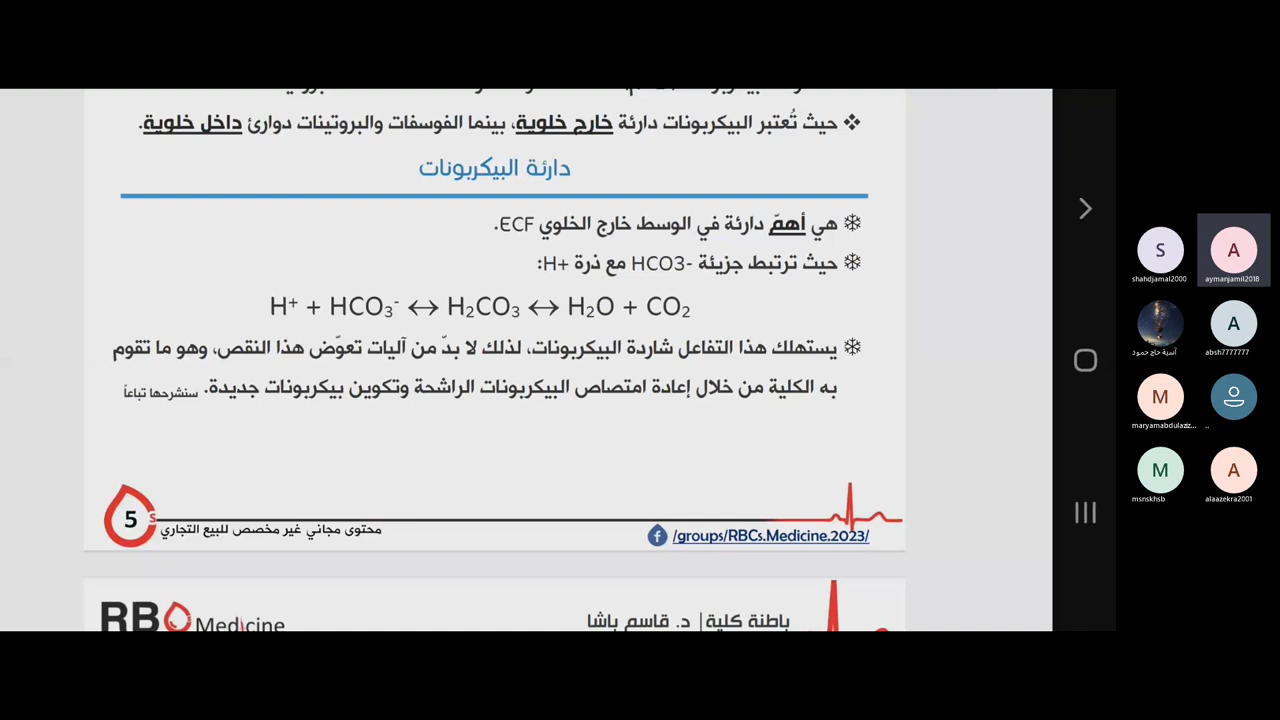 ❖ حيث تُعتبر البيكربونات دارئة خارج خلوية، بينما الفوسفات والبروتينات دوارئ داخل خلوية.
دارئة البيكربونات
❄ هي أهمّ دارئة في الوسط خارج الخلوي ECF.
❄ حيث ترتبط جزيئة HCO3- مع ذرة H+:
H⁺ + HCO₃⁻ ↔ H₂CO₃ ↔ H₂O + CO₂
❄ يستهلك هذا التفاعل شاردة البيكربونات، لذلك لا بدّ من آليات تعوّض هذا النقص، وهو ما تقوم
به الكلية من خلال إعادة امتصاص البيكربونات الراشحة وتكوين بيكربونات جديدة. سنشرحها تباعاً
/groups/RBCs.Medicine.2023/
محتوى مجاني غير مخصص للبيع التجاري
5
باطنة كلية | د. قاسم باشا
RB Medicine
S
shahdjamal2000
A
aymanjamil2018
آسية حاج حمود
A
absh7777777
M
maryamabdulaziz...
..
M
msnskhsb
A
alaazekra2001